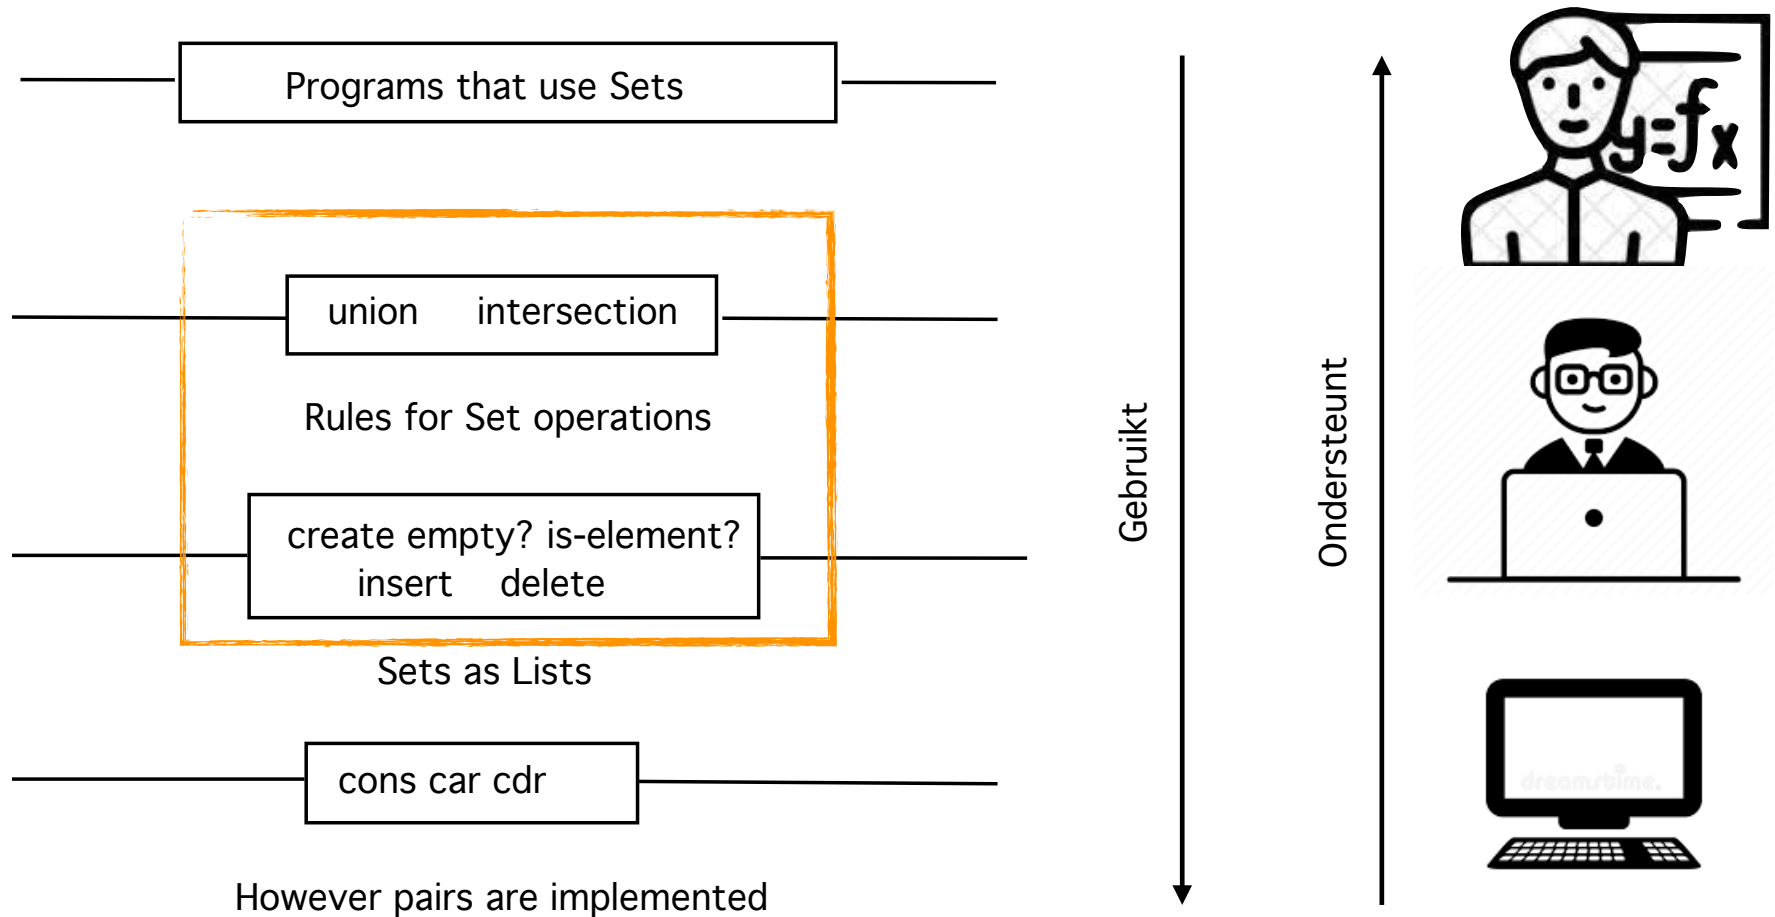 Programs that use Sets
union intersection
Rules for Set operations
create empty? is-element?
insert delete
Sets as Lists
cons car cdr
However pairs are implemented
Gebruikt
Ondersteunt
y=fx
dreamstime.